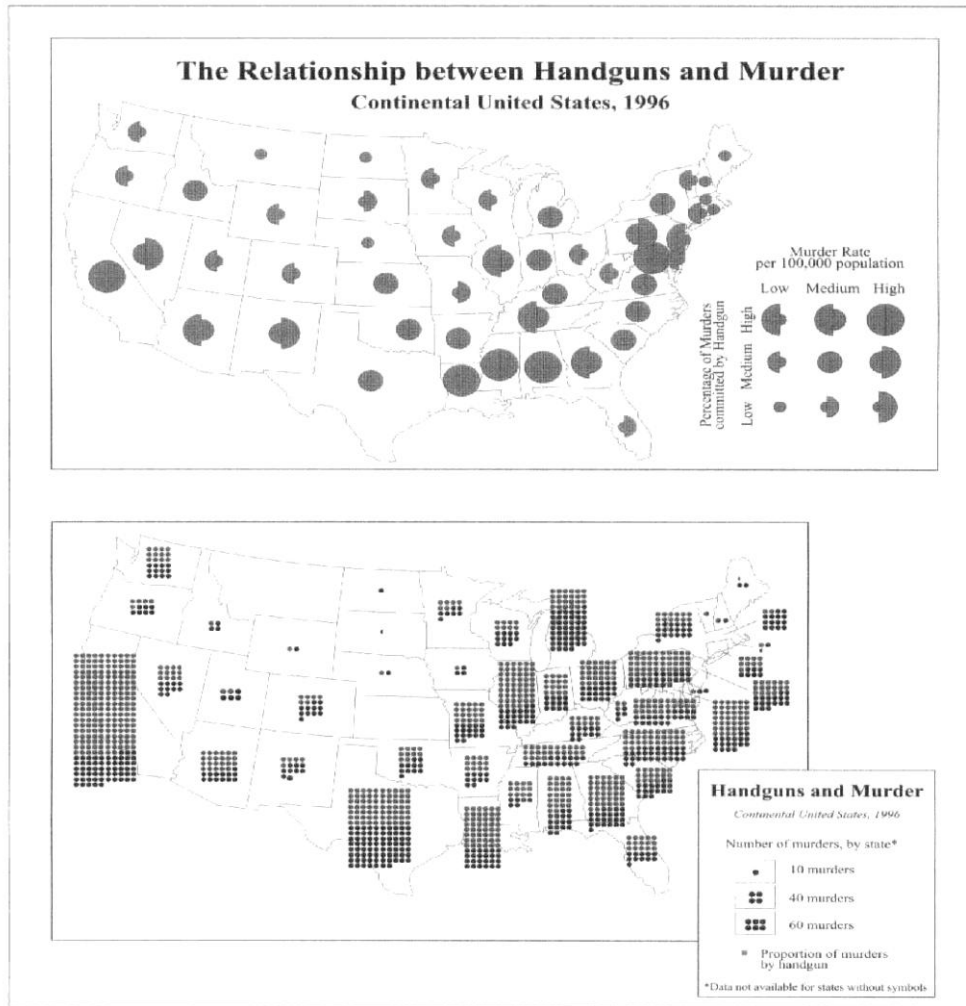 The Relationship between Handguns and Murder
Continental United States, 1996
Murder Rate
per 100,000 population
Low Medium High
Percentage of Murders
committed by Handgun
High
Medium
Low
Handguns and Murder
Continental United States, 1996
Number of murders, by state*
10 murders
40 murders
60 murders
Proportion of murders
by handgun
*Data not available for states without symbols